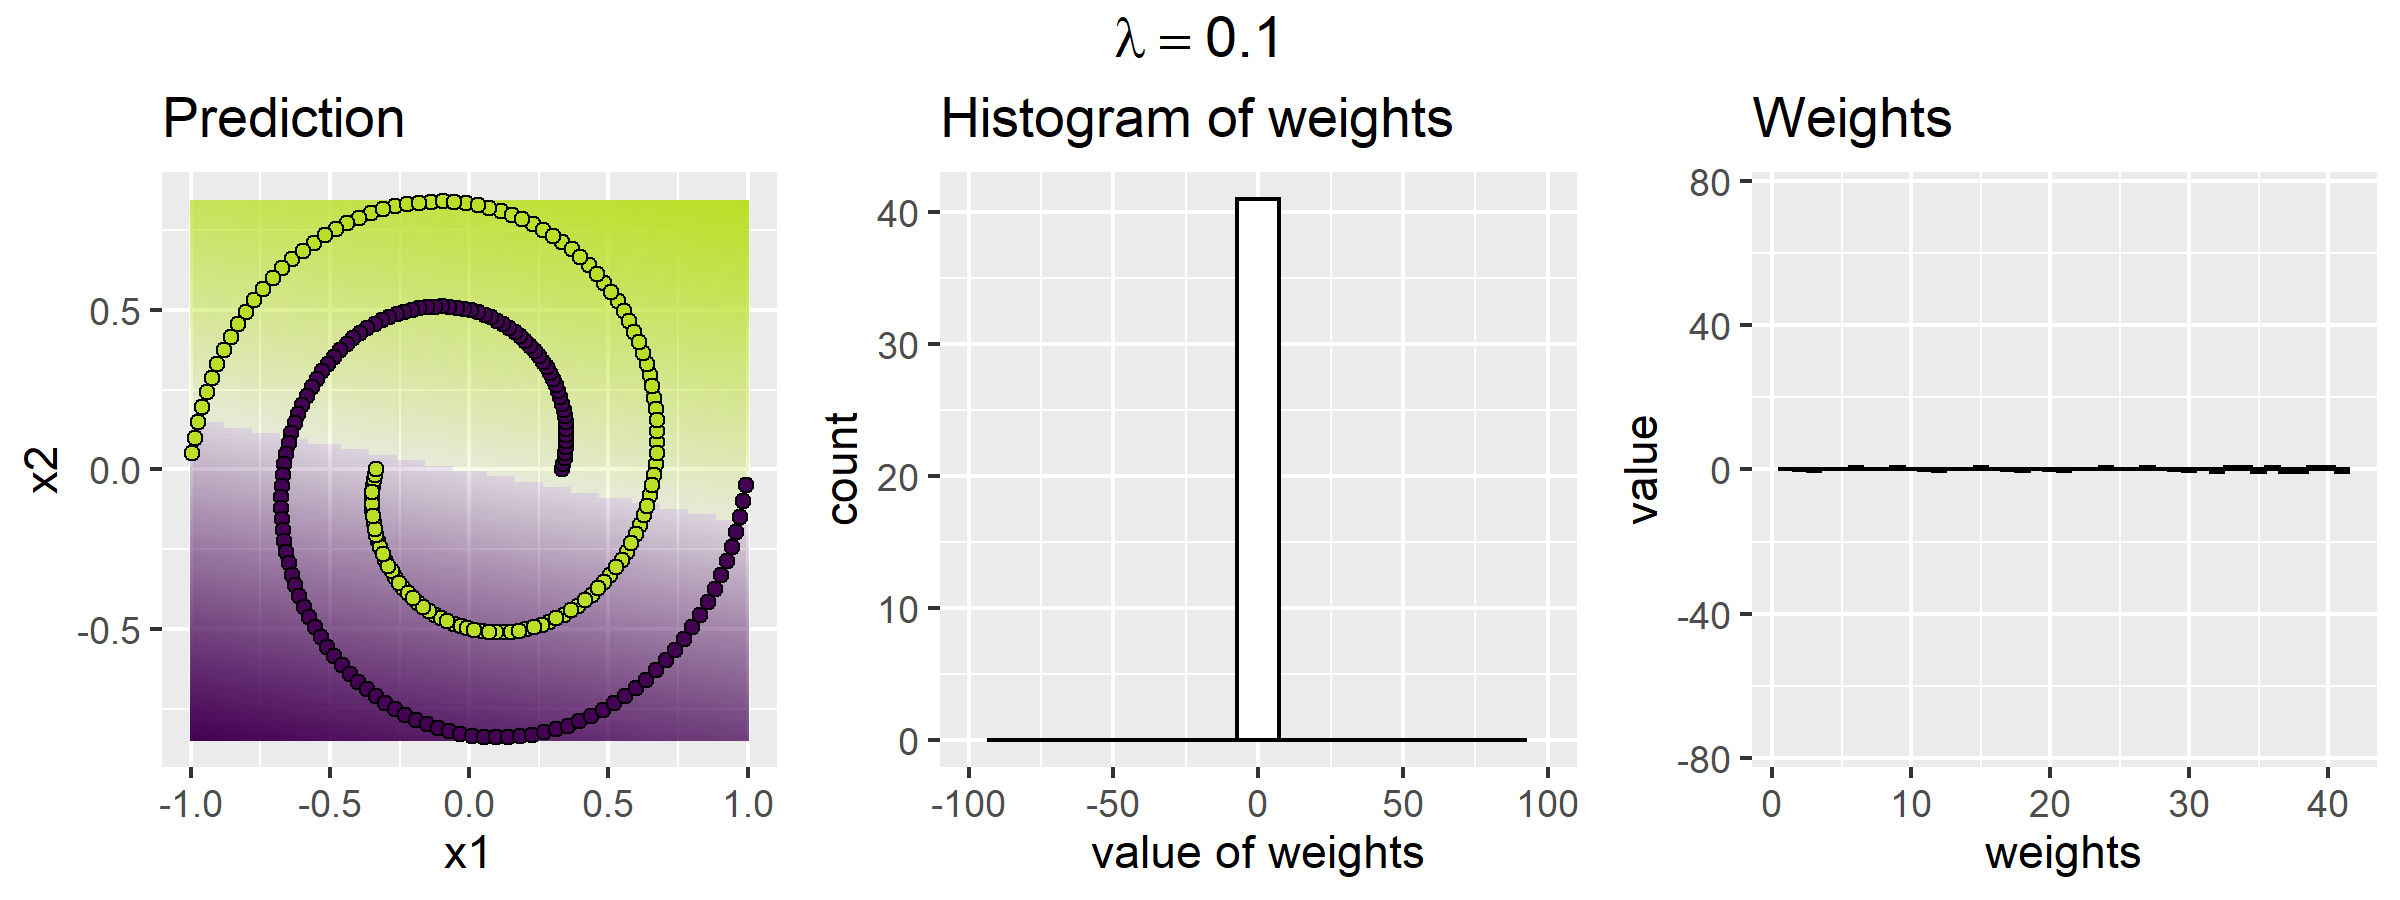 λ = 0.1
Prediction
Histogram of weights
Weights
x2
0.5
0.0
-0.5
-1.0 -0.5 0.0 0.5 1.0
x1
count
40
30
20
10
0
-100 -50 0 50 100
value of weights
value
80
40
0
-40
-80
0 10 20 30 40
weights